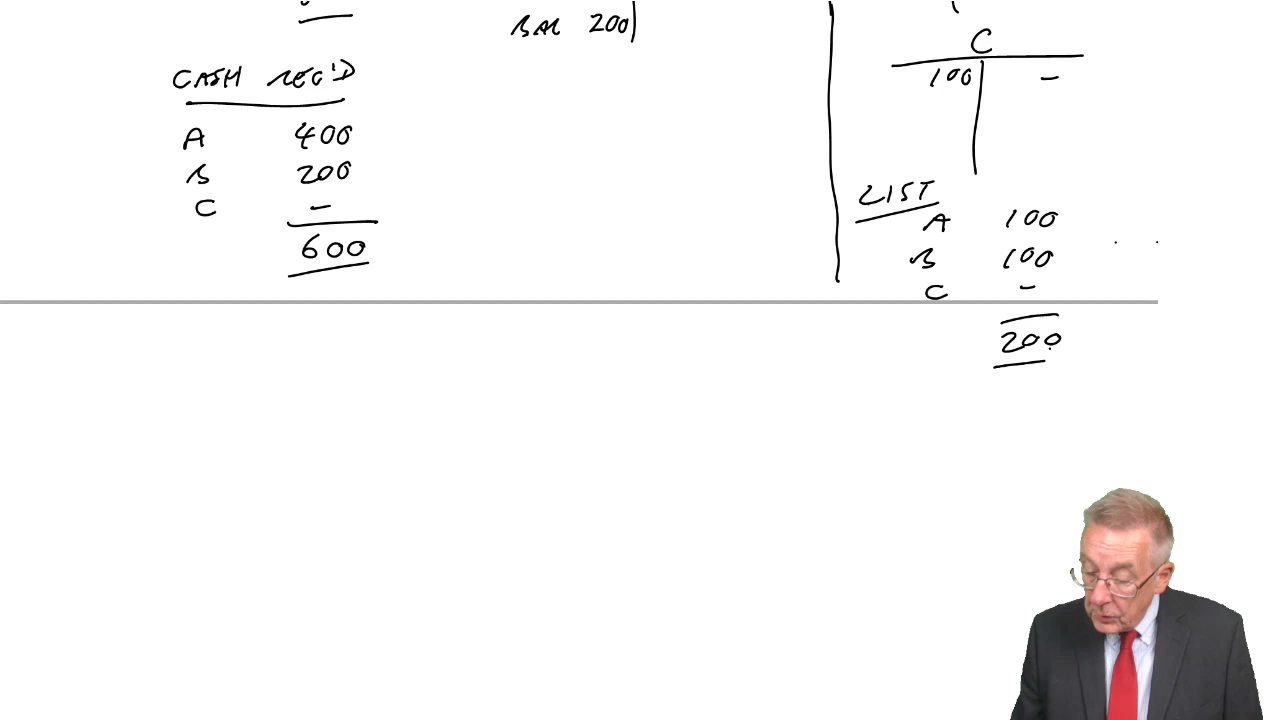 CASH REC'D
A 400
B 200
C -
600
BAL 200
C
100 -
LIST
A 100
B 100
C -
200